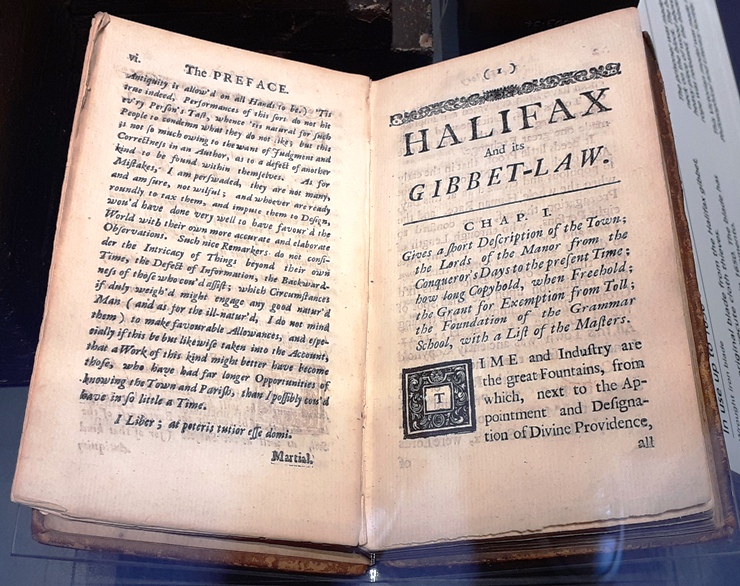 vi.
The PREFACE.
Antiquity is allow'd on all Hands to be.) 'Tis
true indeed, Performances of this ſort do not hit
ev'ry Perſon's Taſt, whence 'tis natural for ſuch
People to condemn what they do not like; but this
is not ſo much owing to the want of Judgment and
Correctneſs in an Author, as to a defect of another
kind to be found within themſelves. As for
Miſtakes, I am perſwaded, they are not many,
and am ſure, not wilful; and whoever are ready
roundly to tax them, and impute them to Deſign,
wou'd have done very well to have favour'd the
World with their own more accurate and elaborate
Obſervations. Such nice Remarkers do not conſi-
der the Intricacy of Things beyond their own
Time, the Defect of Information, the Backward-
neſs of thoſe who cou'd aſſiſt; which Circumſtances
if duly weigh'd might engage any good natur'd
Man (and as for the ill-natur'd, I do not mind
them) to make favourable Allowances, and eſpe-
cially if this be but likewiſe taken into the Account,
that a Work of this kind might better have become
thoſe, who have had far longer Opportunities of
knowing the Town and Pariſh, than I poſſibly cou'd
have in ſo little a Time.
I Liber; at poteris tutior eſſe domi.
Martial.
(1)
HALIFAX
And its
GIBBET-LAW.
CHAP. I.
Gives a ſhort Deſcription of the Town;
the Lords of the Manor from the
Conqueror's Days to the preſent Time;
how long Copyhold, when Freehold;
the Grant for Exemption from Toll;
the Foundation of the Grammar
School, with a Liſt of the Maſters.
TIME and Induſtry are
the great Fountains, from
which, next to the Ap-
pointment and Deſigna-
tion of Divine Providence,
all
In use up to
blade from the Halifax gibbet.